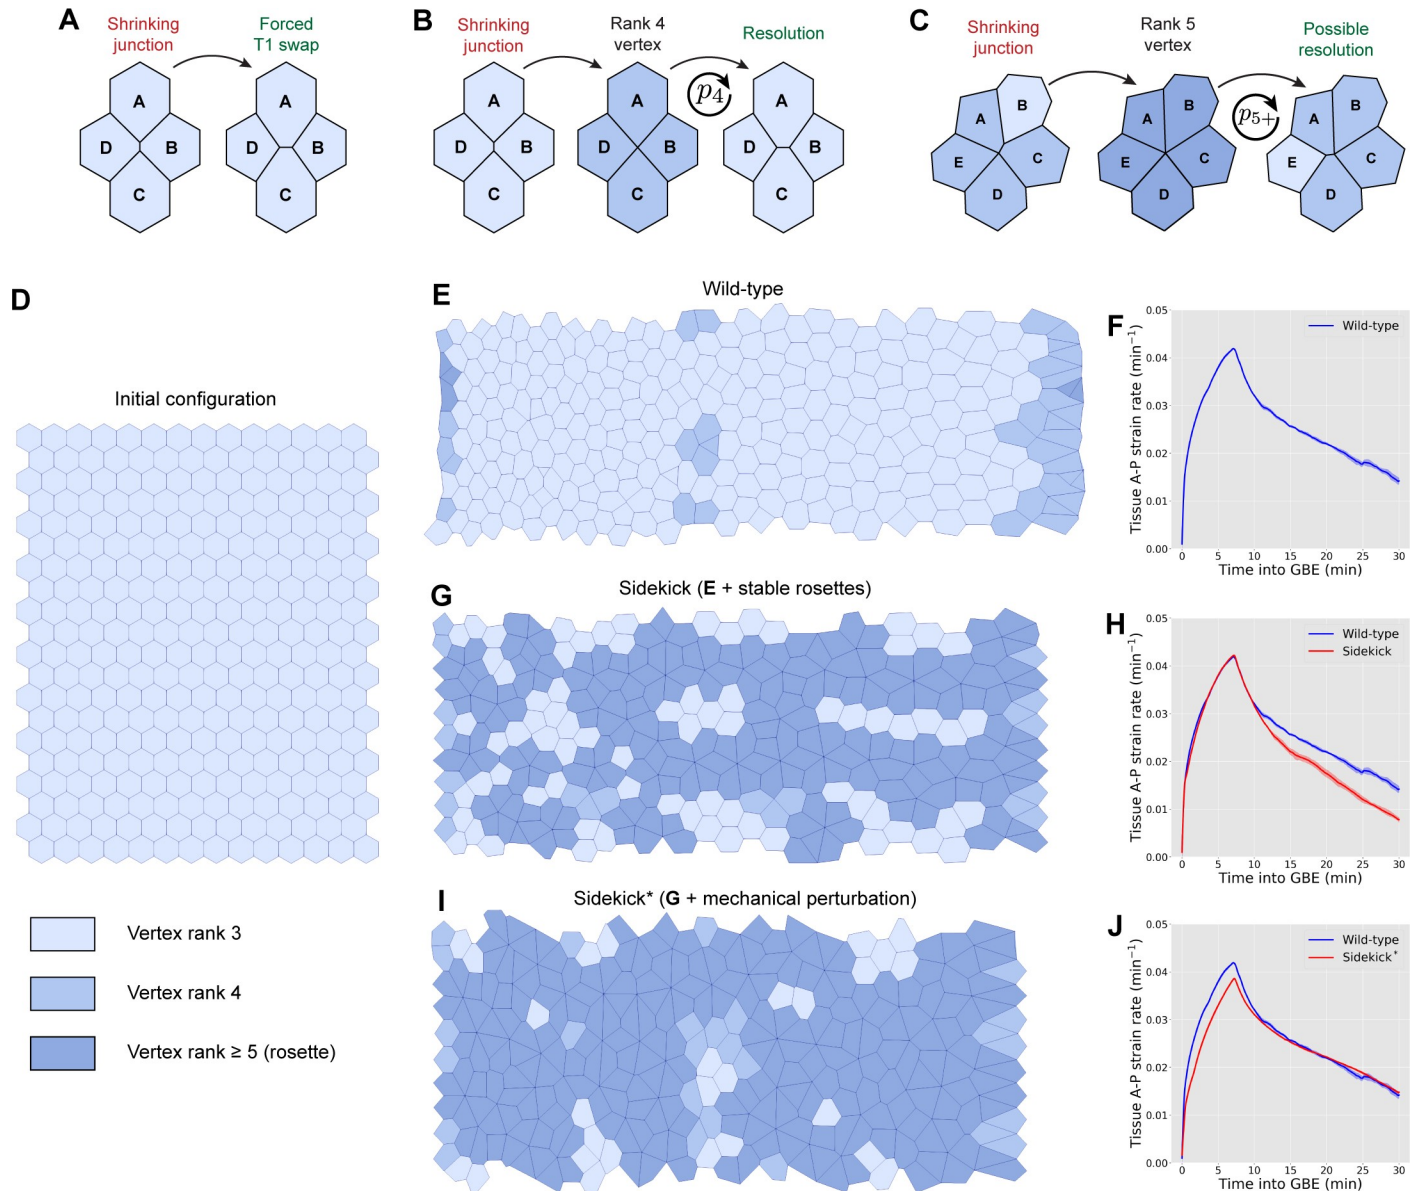 A
Shrinking
junction
Forced
T1 swap
A
D
B
C
A
D
B
C
B
Shrinking
junction
Rank 4
vertex
Resolution
p4
A
D
B
C
A
D
B
C
A
D
B
C
C
Shrinking
junction
Rank 5
vertex
Possible
resolution
p5+
B
A
E
C
D
B
A
E
C
D
B
A
E
C
D
D
Initial configuration
Vertex rank 3
Vertex rank 4
Vertex rank ≥ 5 (rosette)
E
Wild-type
F
Tissue A-P strain rate (min⁻¹)
0.05
0.04
0.03
0.02
0.01
0.00
Wild-type
0 5 10 15 20 25 30
Time into GBE (min)
G
Sidekick (E + stable rosettes)
H
Tissue A-P strain rate (min⁻¹)
0.05
0.04
0.03
0.02
0.01
0.00
Wild-type
Sidekick
0 5 10 15 20 25 30
Time into GBE (min)
I
Sidekick* (G + mechanical perturbation)
J
Tissue A-P strain rate (min⁻¹)
0.05
0.04
0.03
0.02
0.01
0.00
Wild-type
Sidekick*
0 5 10 15 20 25 30
Time into GBE (min)